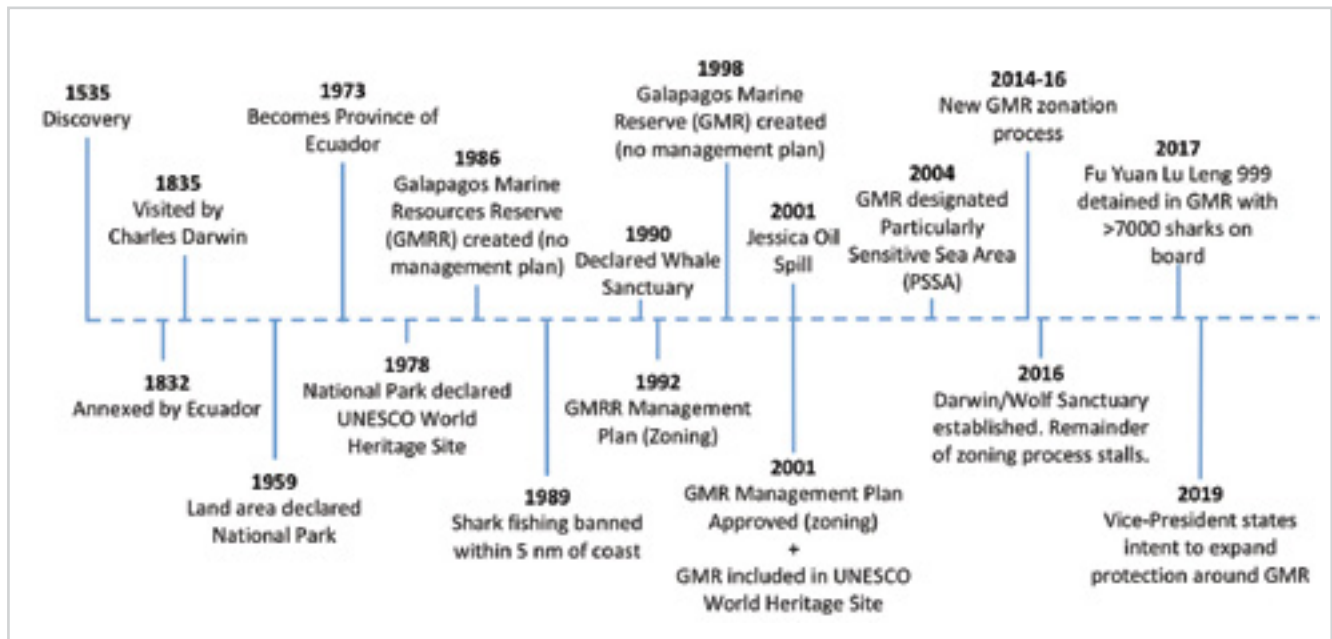 1535
Discovery
1832
Annexed by Ecuador
1835
Visited by
Charles Darwin
1959
Land area declared
National Park
1973
Becomes Province of
Ecuador
1978
National Park declared
UNESCO World
Heritage Site
1986
Galapagos Marine
Resources Reserve
(GMRR) created (no
management plan)
1989
Shark fishing banned
within 5 nm of coast
1990
Declared Whale
Sanctuary
1992
GMRR Management
Plan (Zoning)
1998
Galapagos Marine
Reserve (GMR) created
(no management plan)
2001
Jessica Oil
Spill
2001
GMR Management Plan
Approved (zoning)
+
GMR included in UNESCO
World Heritage Site
2004
GMR designated
Particularly
Sensitive Sea Area
(PSSA)
2014-16
New GMR zonation
process
2016
Darwin/Wolf Sanctuary
established. Remainder
of zoning process stalls.
2017
Fu Yuan Lu Leng 999
detained in GMR with
>7000 sharks on
board
2019
Vice-President states
intent to expand
protection around GMR